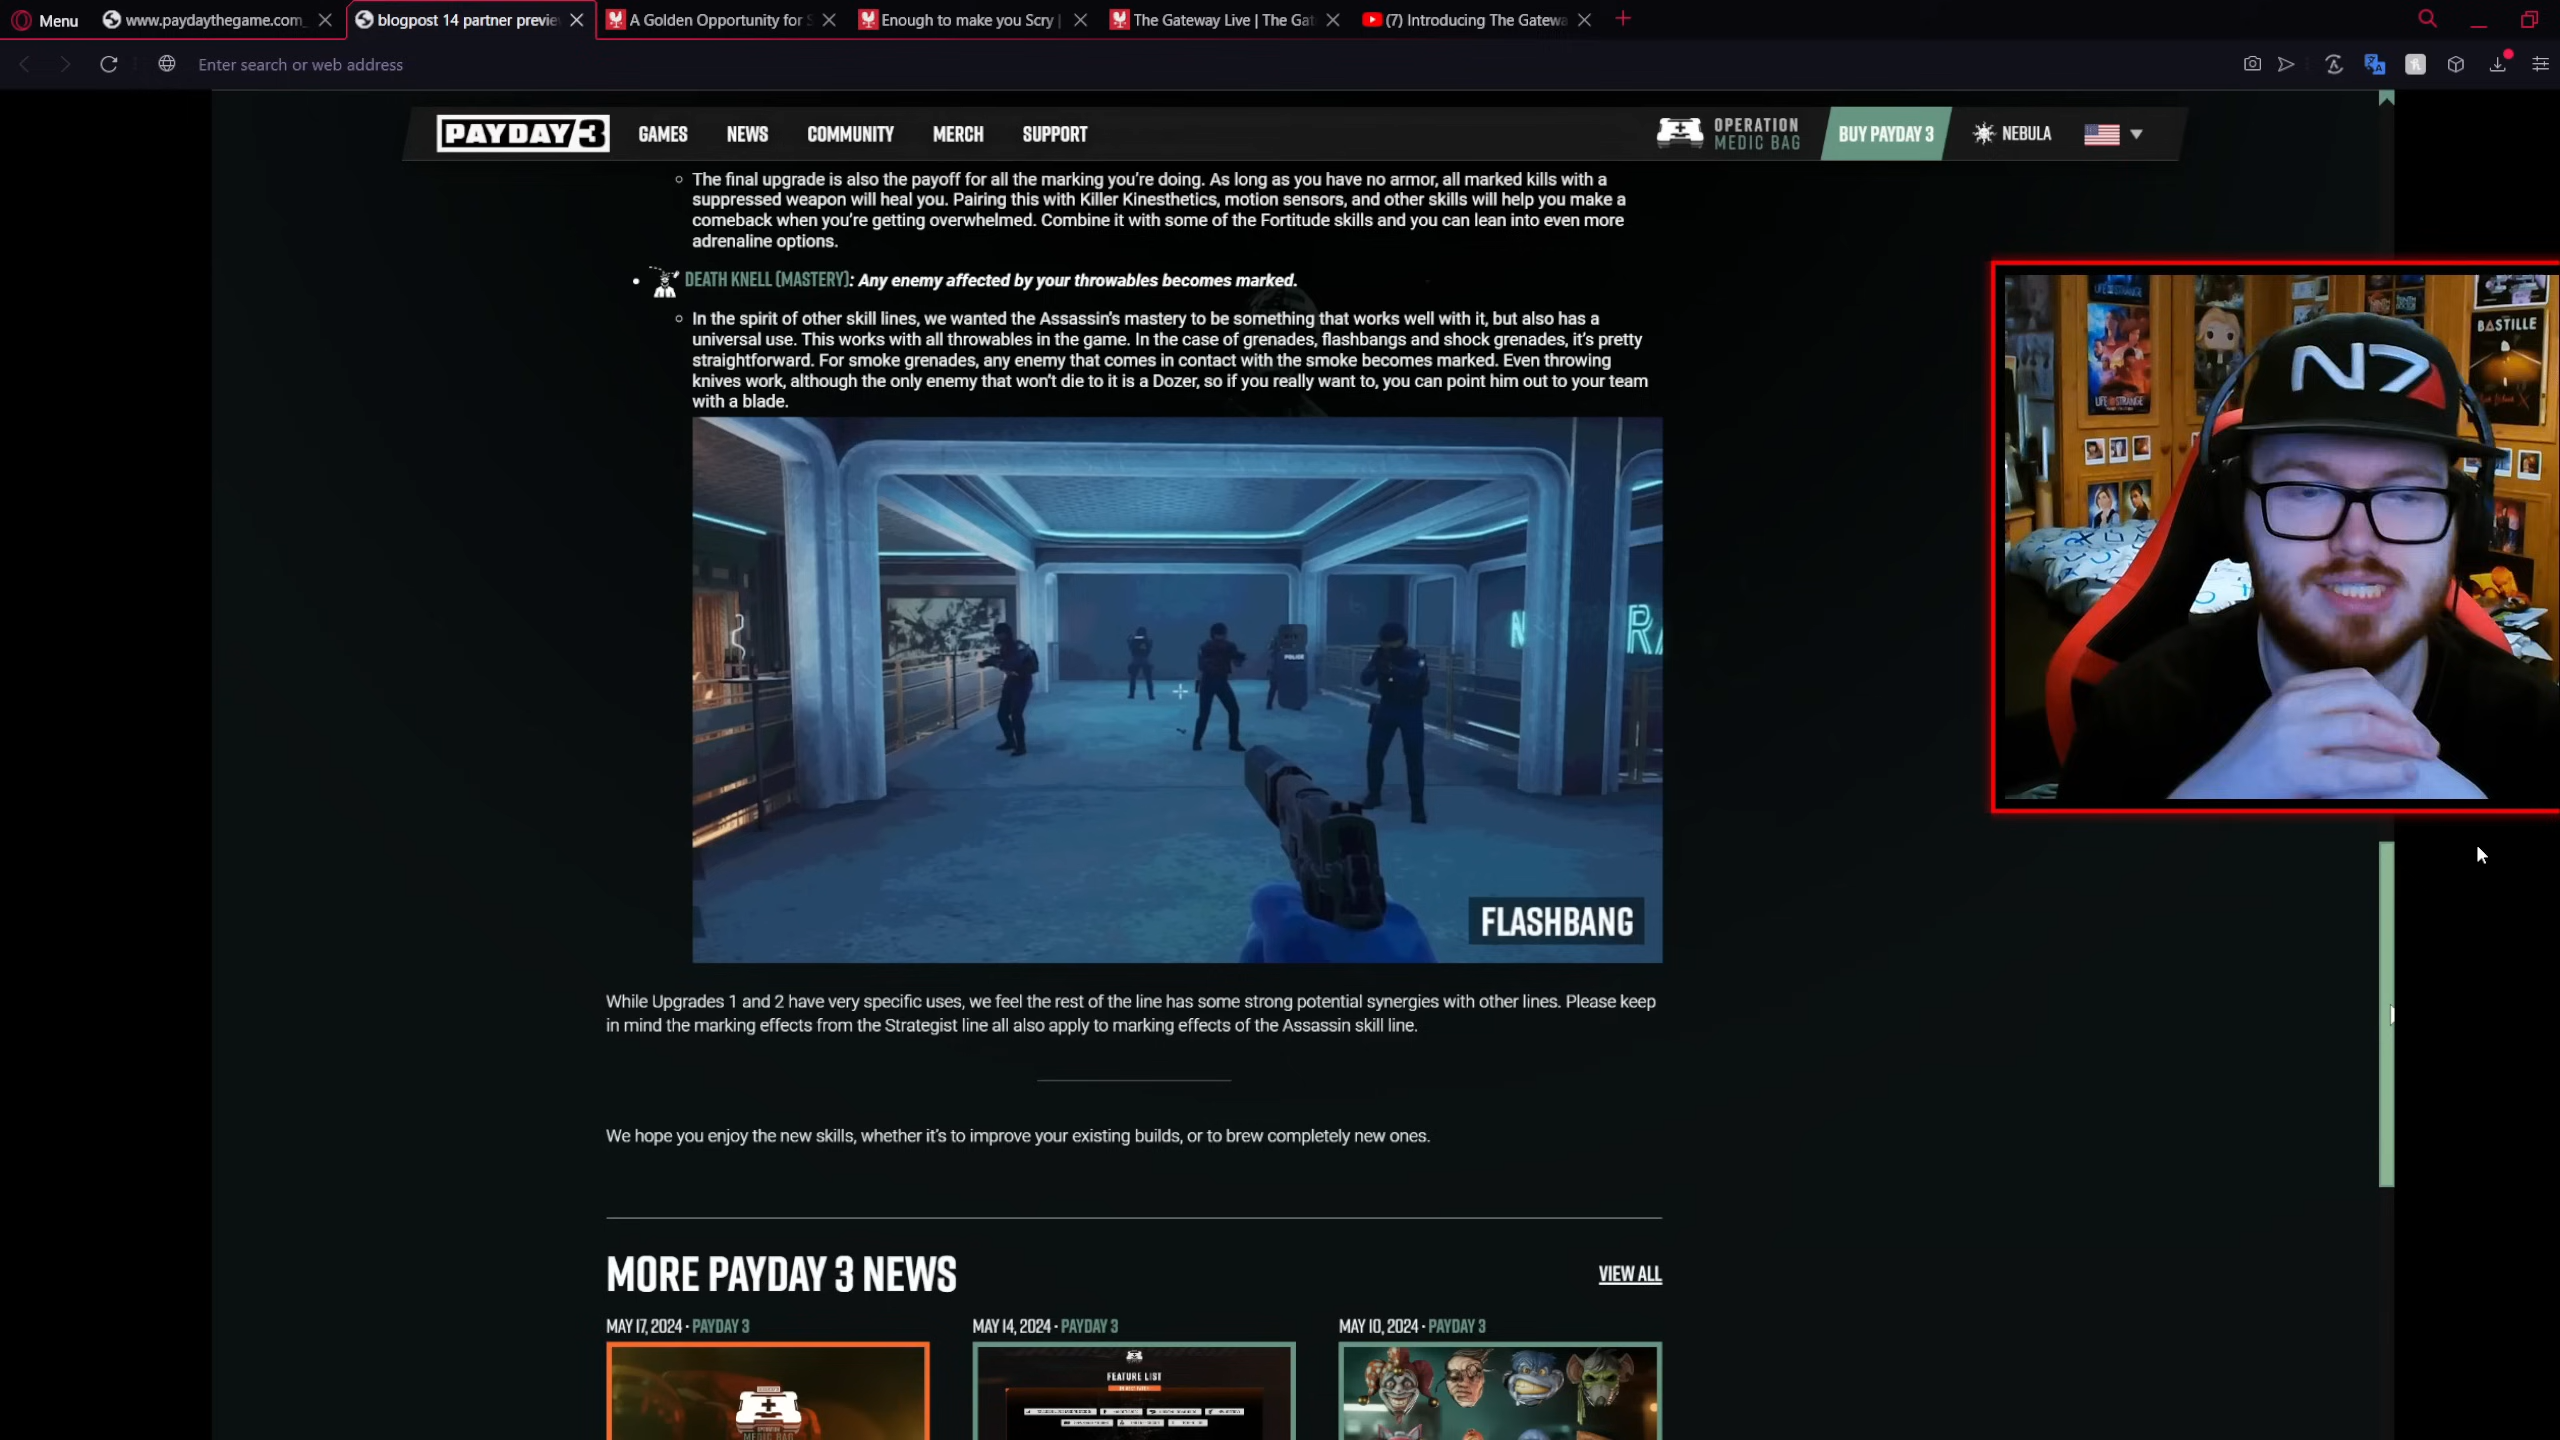 Menu
www.paydaythegame.com_
blogpost 14 partner previe
A Golden Opportunity for S
Enough to make you Scry |
The Gateway Live | The Gat
(7) Introducing The Gatewa
Enter search or web address
PAYDAY 3
GAMES
NEWS
COMMUNITY
MERCH
SUPPORT
OPERATION
MEDIC BAG
BUY PAYDAY 3
NEBULA
The final upgrade is also the payoff for all the marking you're doing. As long as you have no armor, all marked kills with a
suppressed weapon will heal you. Pairing this with Killer Kinesthetics, motion sensors, and other skills will help you make a
comeback when you're getting overwhelmed. Combine it with some of the Fortitude skills and you can lean into even more
adrenaline options.
DEATH KNELL (MASTERY): Any enemy affected by your throwables becomes marked.
In the spirit of other skill lines, we wanted the Assassin's mastery to be something that works well with it, but also has a
universal use. This works with all throwables in the game. In the case of grenades, flashbangs and shock grenades, it's pretty
straightforward. For smoke grenades, any enemy that comes in contact with the smoke becomes marked. Even throwing
knives work, although the only enemy that won't die to it is a Dozer, so if you really want to, you can point him out to your team
with a blade.
BASTILLE
N7
LIFE IS STRANGE
POLICE
FLASHBANG
While Upgrades 1 and 2 have very specific uses, we feel the rest of the line has some strong potential synergies with other lines. Please keep
in mind the marking effects from the Strategist line all also apply to marking effects of the Assassin skill line.
We hope you enjoy the new skills, whether it's to improve your existing builds, or to brew completely new ones.
MORE PAYDAY 3 NEWS
VIEW ALL
MAY 17, 2024 · PAYDAY 3
MAY 14, 2024 · PAYDAY 3
MAY 10, 2024 · PAYDAY 3
FEATURE LIST
MEDIC BAG